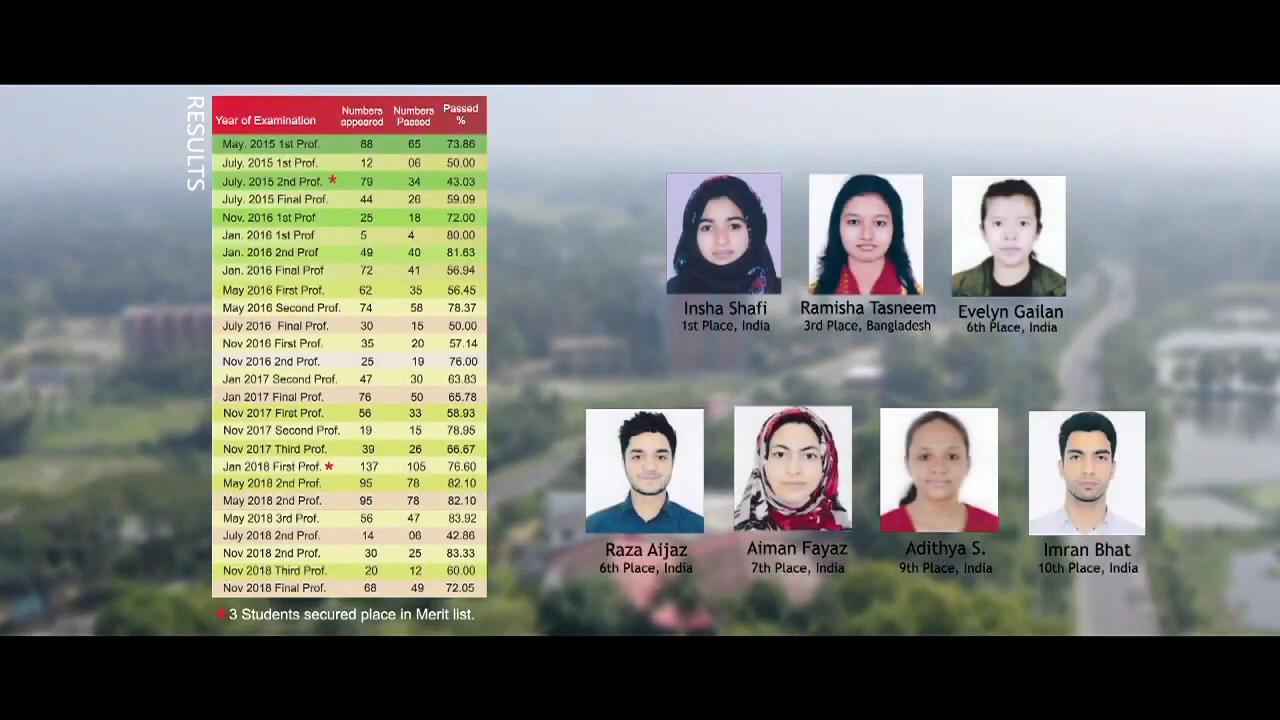 RESULTS
Year of Examination Numbers appeared Numbers Passed Passed %
May. 2015 1st Prof. 88 65 73.86
July. 2015 1st Prof. 12 06 50.00
July. 2015 2nd Prof. * 79 34 43.03
July. 2015 Final Prof. 44 26 59.09
Nov. 2016 1st Prof 25 18 72.00
Jan. 2016 1st Prof 5 4 80.00
Jan. 2016 2nd Prof 49 40 81.63
Jan. 2016 Final Prof 72 41 56.94
May 2016 First Prof. 62 35 56.45
May 2016 Second Prof. 74 58 78.37
July 2016 Final Prof. 30 15 50.00
Nov 2016 First Prof. 35 20 57.14
Nov 2016 2nd Prof. 25 19 76.00
Jan 2017 Second Prof. 47 30 63.83
Jan 2017 Final Prof. 76 50 65.78
Nov 2017 First Prof. 56 33 58.93
Nov 2017 Second Prof. 19 15 78.95
Nov 2017 Third Prof. 39 26 66.67
Jan 2018 First Prof. * 137 105 76.60
May 2018 2nd Prof. 95 78 82.10
May 2018 2nd Prof. 95 78 82.10
May 2018 3rd Prof. 56 47 83.92
July 2018 2nd Prof. 14 06 42.86
Nov 2018 2nd Prof. 30 25 83.33
Nov 2018 Third Prof. 20 12 60.00
Nov 2018 Final Prof. 68 49 72.05
* 3 Students secured place in Merit list.
Insha Shafi
1st Place, India
Ramisha Tasneem
3rd Place, Bangladesh
Evelyn Gailan
6th Place, India
Raza Aijaz
6th Place, India
Aiman Fayaz
7th Place, India
Adithya S.
9th Place, India
Imran Bhat
10th Place, India